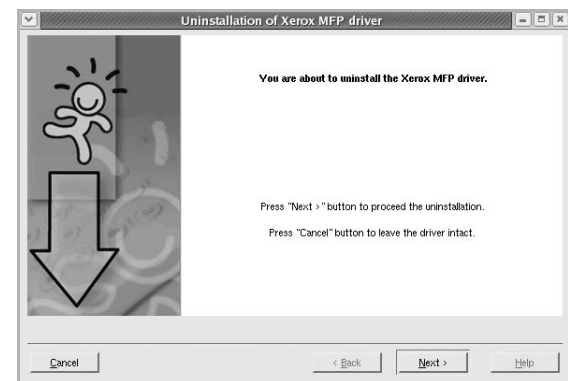 Uninstallation of Xerox MFP driver
You are about to uninstall the Xerox MFP driver.
Press "Next >" button to proceed the uninstallation.
Press "Cancel" button to leave the driver intact.
Cancel
< Back
Next >
Help